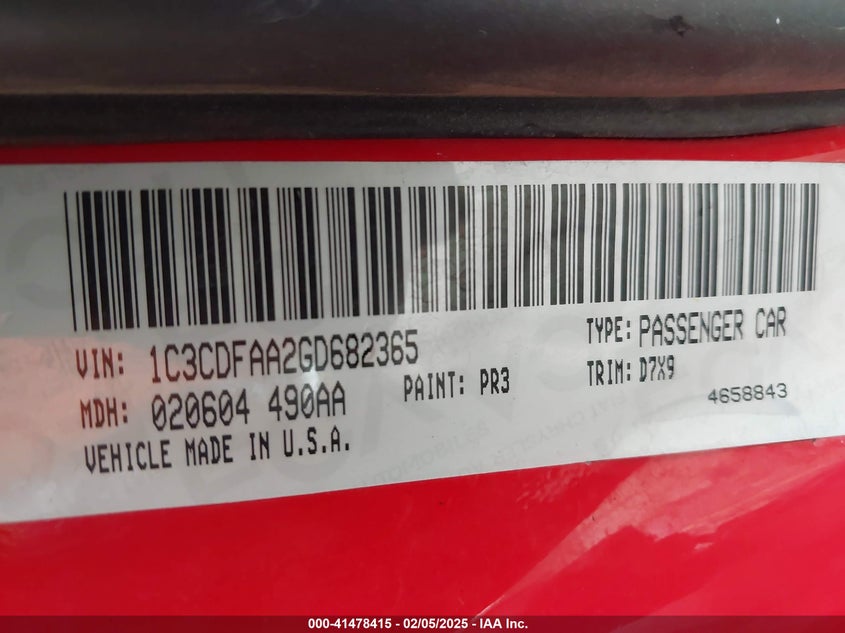 VIN: 1C3CDFAA2GD682365
TYPE: PASSENGER CAR
MDH: 020604 490AA
PAINT: PR3
TRIM: D7X9
VEHICLE MADE IN U.S.A.
4658843
000-41478415 - 02/05/2025 - IAA Inc.